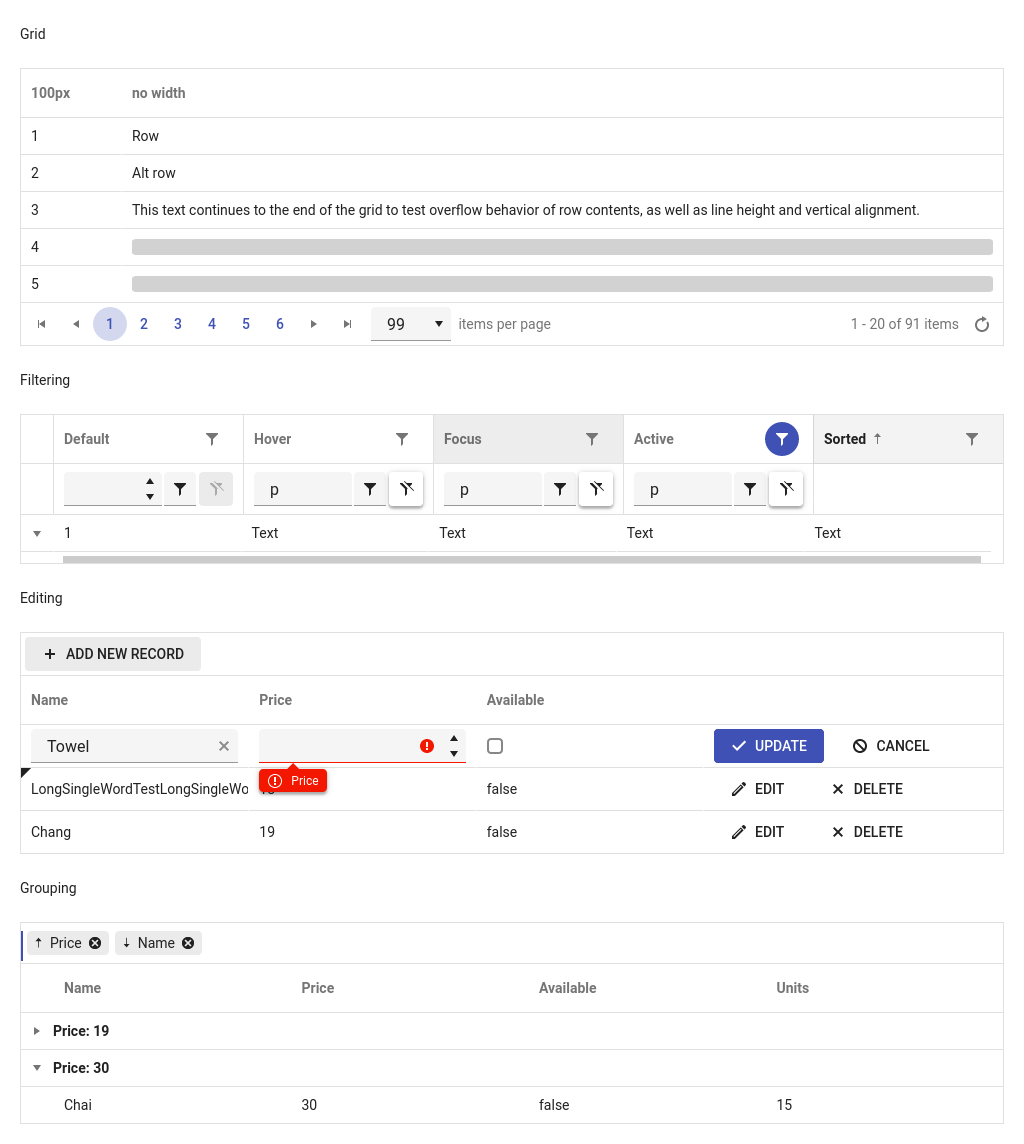 Grid
100px no width
1 Row
2 Alt row
3 This text continues to the end of the grid to test overflow behavior of row contents, as well as line height and vertical alignment.
4
5
1 2 3 4 5 6 99 items per page 1 - 20 of 91 items
Filtering
Default Hover Focus Active Sorted
p p p
1 Text Text Text Text
Editing
ADD NEW RECORD
Name Price Available
Towel UPDATE CANCEL
Price
LongSingleWordTestLongSingleWo false EDIT DELETE
Chang 19 false EDIT DELETE
Grouping
Price Name
Name Price Available Units
Price: 19
Price: 30
Chai 30 false 15